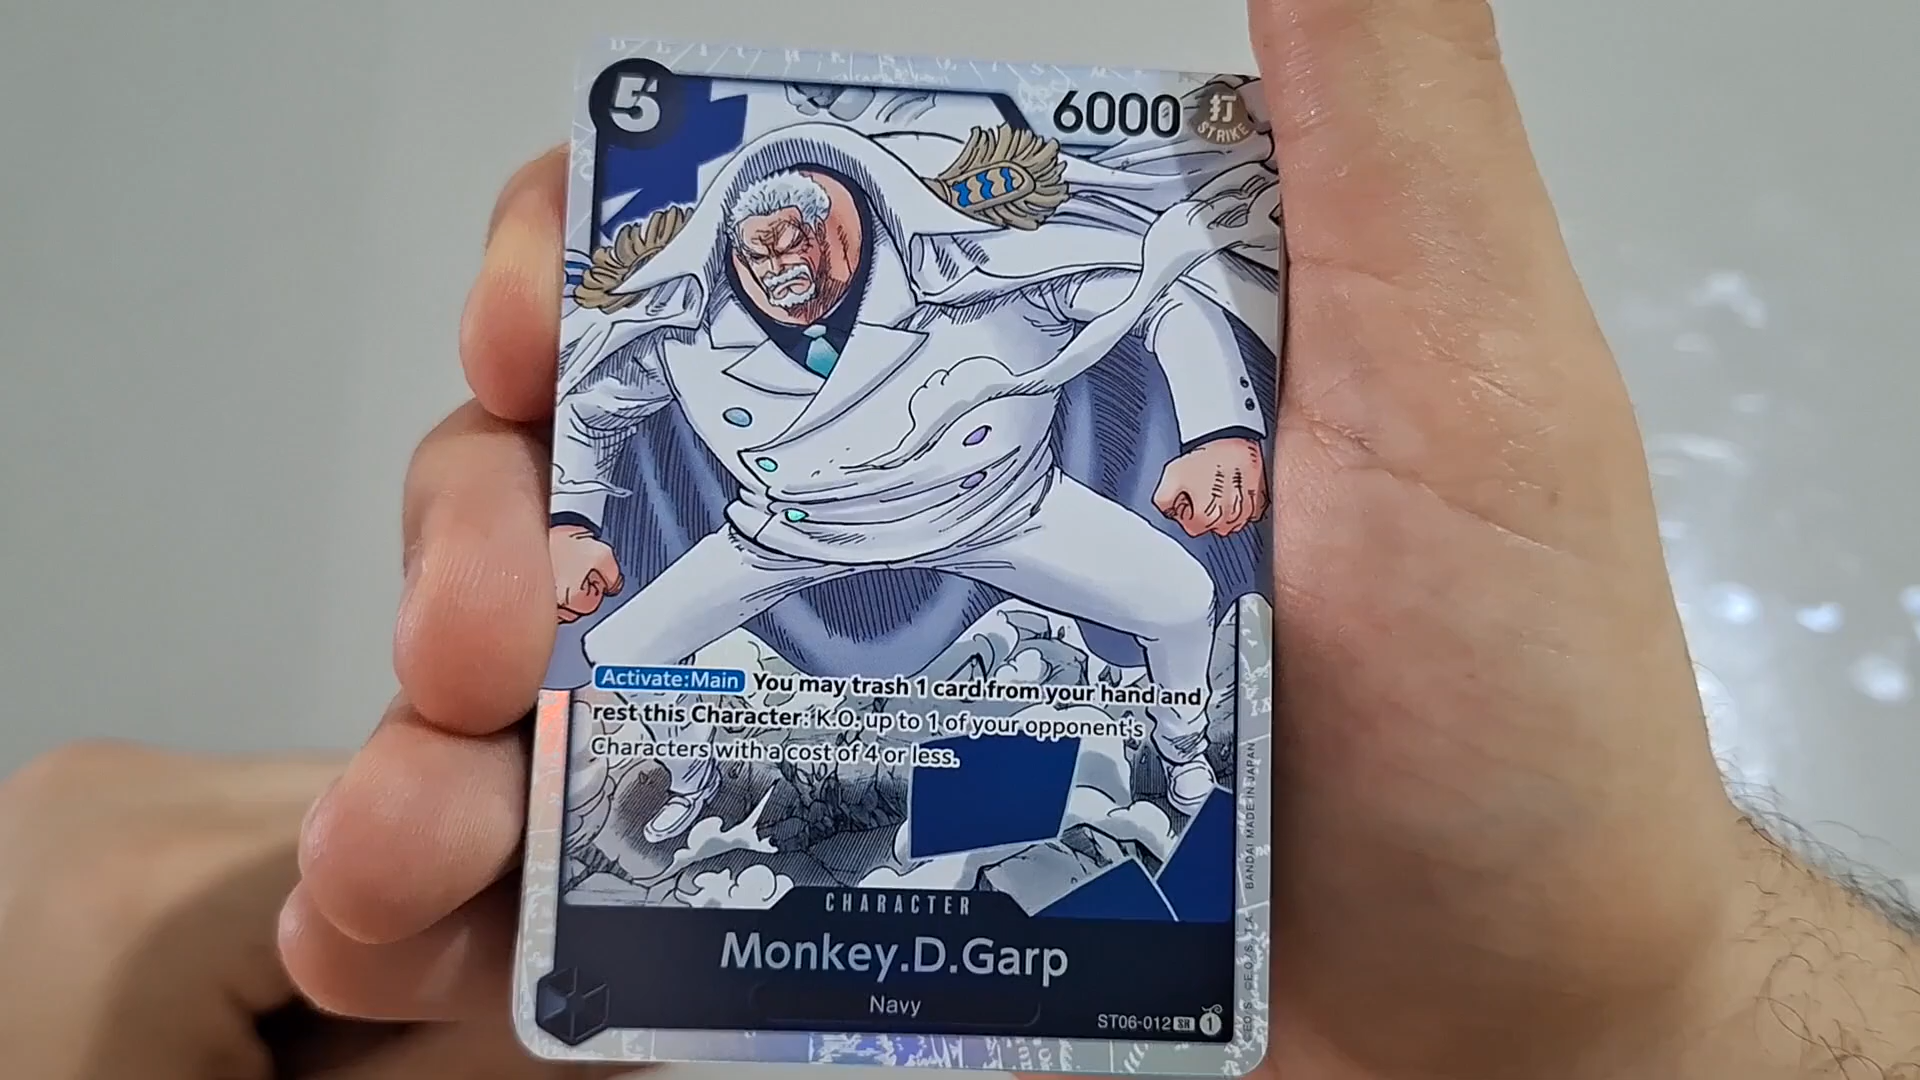 5
6000
打
STRIKE
Activate:Main You may trash 1 card from your hand and
rest this Character: K.O. up to 1 of your opponent's
Characters with a cost of 4 or less.
CHARACTER
Monkey.D.Garp
Navy
ST06-012 SR 1
BANDAI MADE IN JAPAN